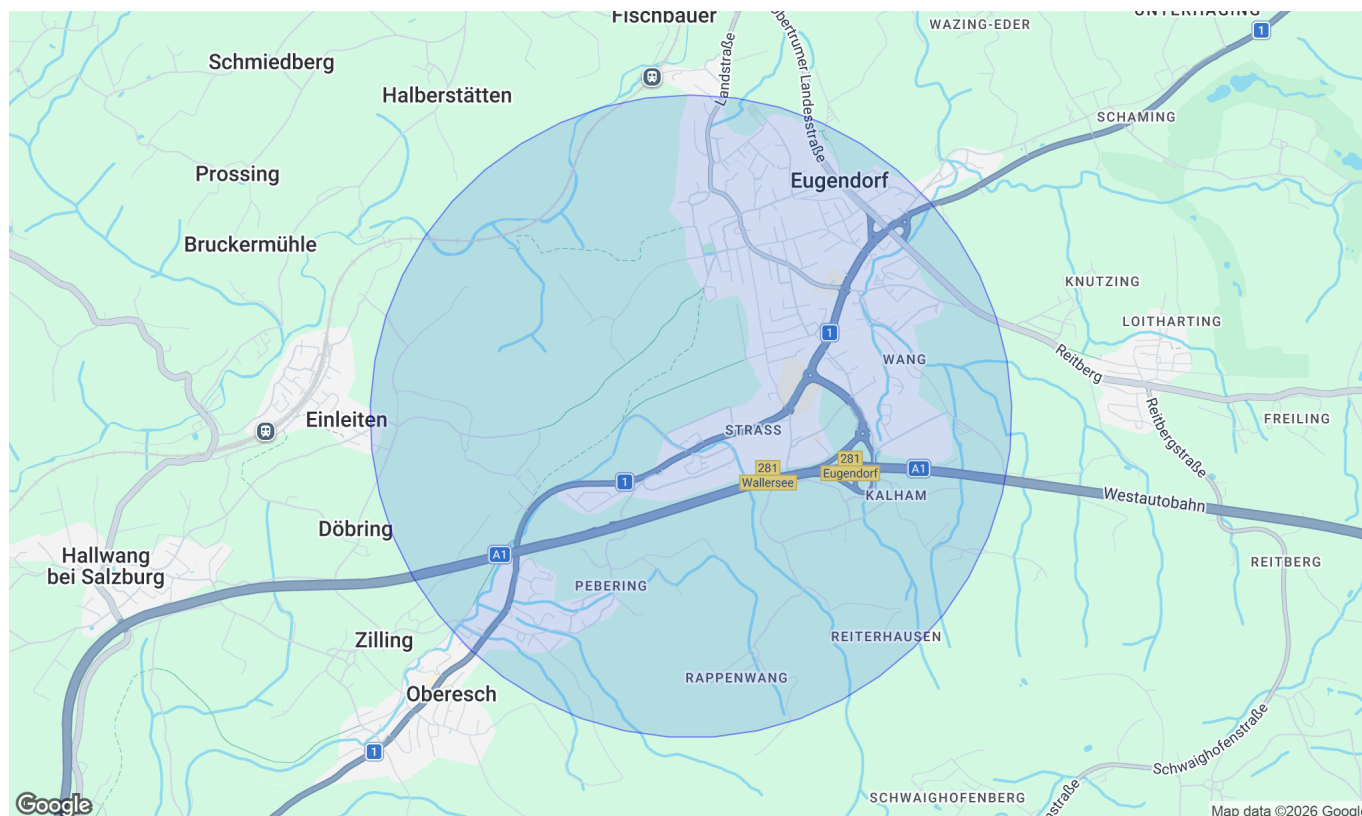 Fischbauer
UNTERHAGING
WAZING-EDER
1
Schmiedberg
Landstraße
Obertrumer Landesstraße
Halberstätten
SCHAMING
Prossing
Eugendorf
Bruckermühle
KNUTZING
LOITHARTING
1
WANG
Reitberg
Einleiten
STRASS
FREILING
Reitbergstraße
281
Eugendorf
281
Wallersee
A1
1
KALHAM
Westautobahn
Döbring
Hallwang
bei Salzburg
A1
REITBERG
PEBERING
Zilling
REITERHAUSEN
RAPPENWANG
Oberesch
1
Schwaighofenstraße
SCHWAIGHOFENBERG
nstraße
Google
Map data ©2026 Google